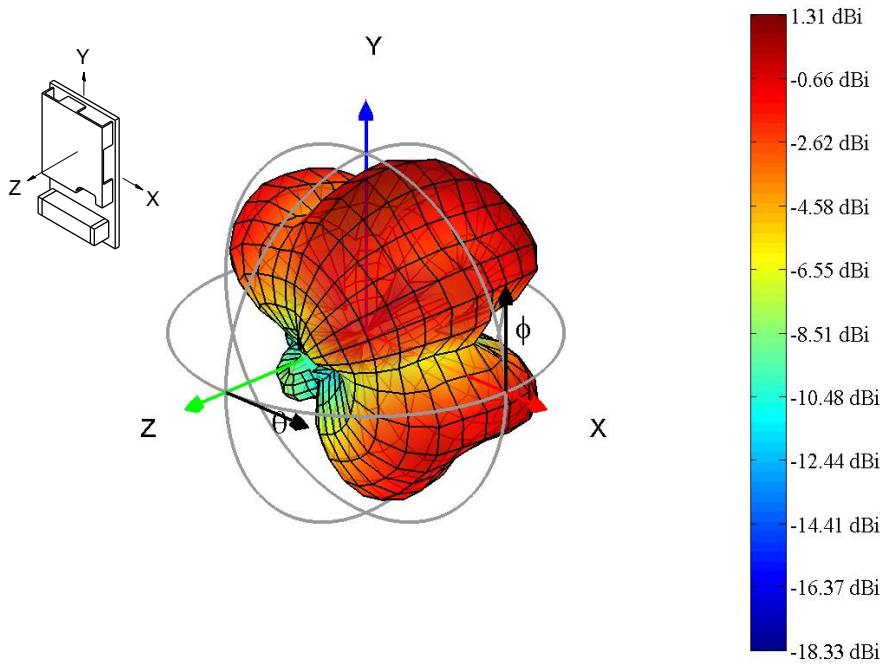 Y
Z
X
Y
Z
X
θ
ϕ
1.31 dBi
-0.66 dBi
-2.62 dBi
-4.58 dBi
-6.55 dBi
-8.51 dBi
-10.48 dBi
-12.44 dBi
-14.41 dBi
-16.37 dBi
-18.33 dBi